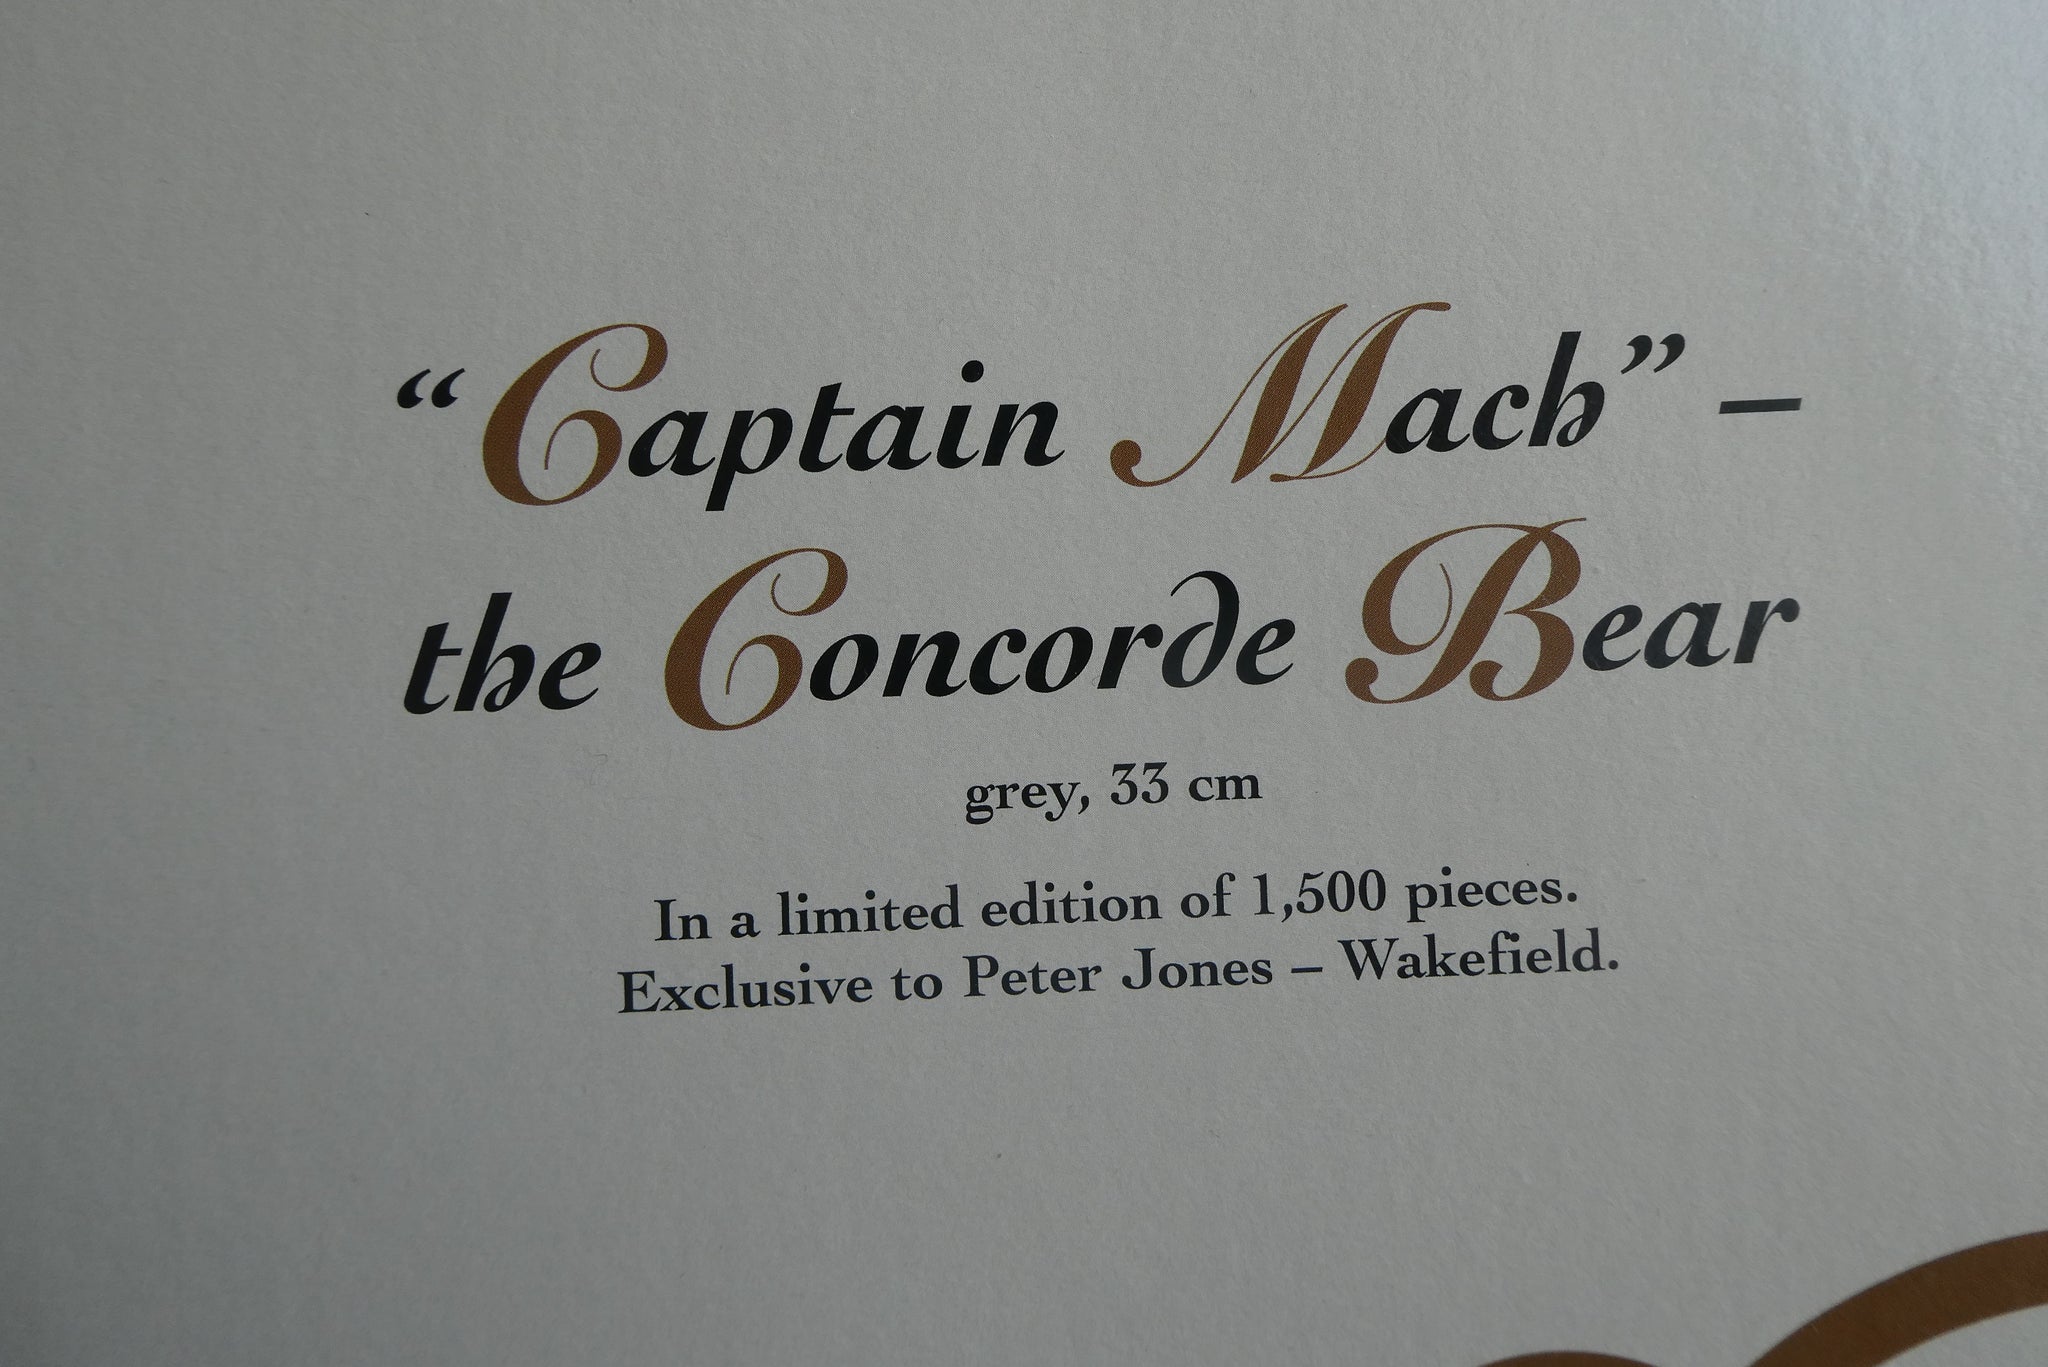 “Captain Mach” –
the Concorde Bear
grey, 33 cm
In a limited edition of 1,500 pieces.
Exclusive to Peter Jones – Wakefield.